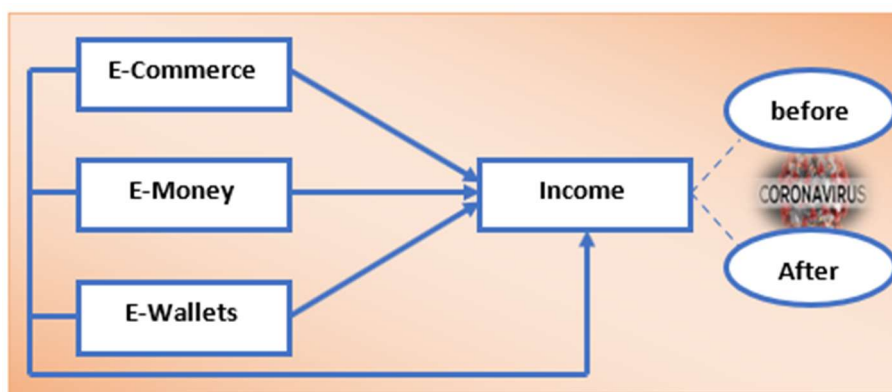 E-Commerce
E-Money
E-Wallets
Income
before
CORONAVIRUS
After